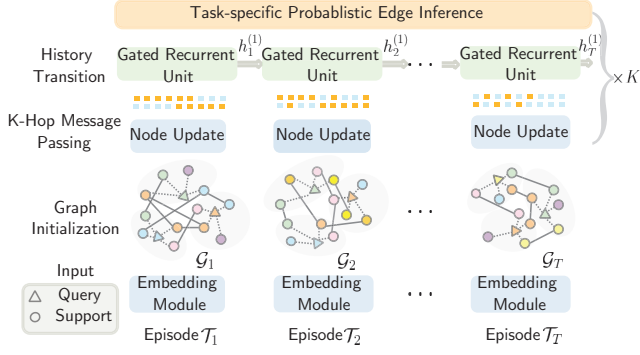 Task-specific Probablistic Edge Inference
History
Transition
Gated Recurrent
Unit
h_1^{(1)}
Gated Recurrent
Unit
h_2^{(1)}
...
Gated Recurrent
Unit
h_T^{(1)}
× K
K-Hop Message
Passing
Node Update
Node Update
Node Update
Graph
Initialization
G_1
G_2
...
G_T
Input
Query
Support
Embedding
Module
Embedding
Module
...
Embedding
Module
Episode T_1
Episode T_2
Episode T_T